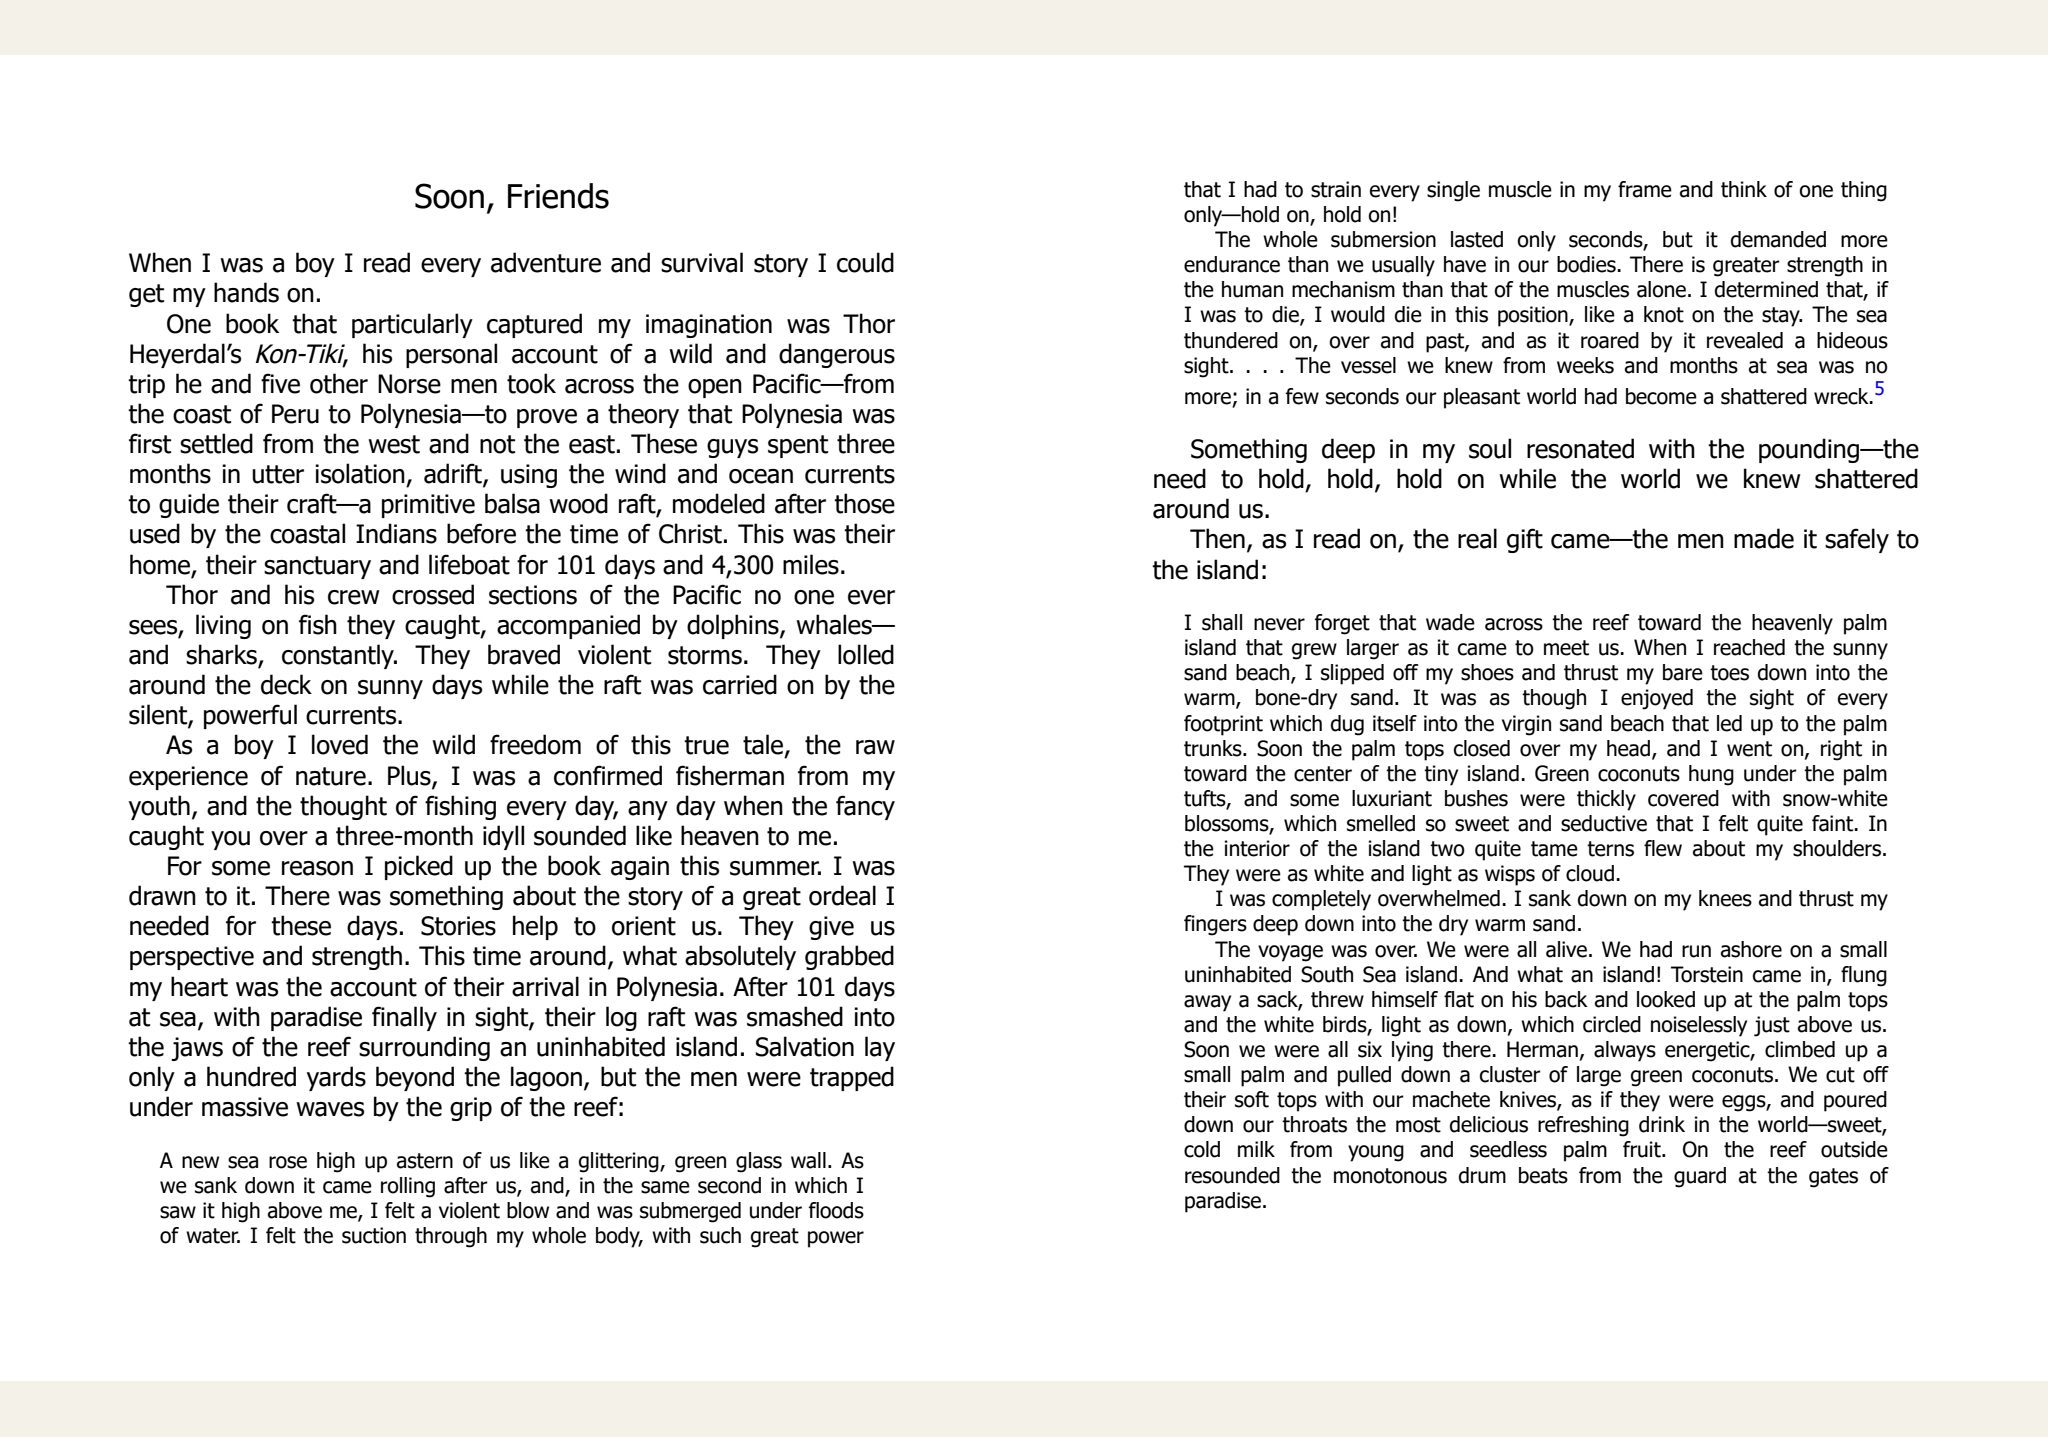 Soon, Friends
When I was a boy I read every adventure and survival story I could
get my hands on.
One book that particularly captured my imagination was Thor
Heyerdal’s Kon-Tiki, his personal account of a wild and dangerous
trip he and five other Norse men took across the open Pacific—from
the coast of Peru to Polynesia—to prove a theory that Polynesia was
first settled from the west and not the east. These guys spent three
months in utter isolation, adrift, using the wind and ocean currents
to guide their craft—a primitive balsa wood raft, modeled after those
used by the coastal Indians before the time of Christ. This was their
home, their sanctuary and lifeboat for 101 days and 4,300 miles.
Thor and his crew crossed sections of the Pacific no one ever
sees, living on fish they caught, accompanied by dolphins, whales—
and sharks, constantly. They braved violent storms. They lolled
around the deck on sunny days while the raft was carried on by the
silent, powerful currents.
As a boy I loved the wild freedom of this true tale, the raw
experience of nature. Plus, I was a confirmed fisherman from my
youth, and the thought of fishing every day, any day when the fancy
caught you over a three-month idyll sounded like heaven to me.
For some reason I picked up the book again this summer. I was
drawn to it. There was something about the story of a great ordeal I
needed for these days. Stories help to orient us. They give us
perspective and strength. This time around, what absolutely grabbed
my heart was the account of their arrival in Polynesia. After 101 days
at sea, with paradise finally in sight, their log raft was smashed into
the jaws of the reef surrounding an uninhabited island. Salvation lay
only a hundred yards beyond the lagoon, but the men were trapped
under massive waves by the grip of the reef:
A new sea rose high up astern of us like a glittering, green glass wall. As
we sank down it came rolling after us, and, in the same second in which I
saw it high above me, I felt a violent blow and was submerged under floods
of water. I felt the suction through my whole body, with such great power
that I had to strain every single muscle in my frame and think of one thing
only—hold on, hold on!
The whole submersion lasted only seconds, but it demanded more
endurance than we usually have in our bodies. There is greater strength in
the human mechanism than that of the muscles alone. I determined that, if
I was to die, I would die in this position, like a knot on the stay. The sea
thundered on, over and past, and as it roared by it revealed a hideous
sight. . . . The vessel we knew from weeks and months at sea was no
more; in a few seconds our pleasant world had become a shattered wreck.5
Something deep in my soul resonated with the pounding—the
need to hold, hold, hold on while the world we knew shattered
around us.
Then, as I read on, the real gift came—the men made it safely to
the island:
I shall never forget that wade across the reef toward the heavenly palm
island that grew larger as it came to meet us. When I reached the sunny
sand beach, I slipped off my shoes and thrust my bare toes down into the
warm, bone-dry sand. It was as though I enjoyed the sight of every
footprint which dug itself into the virgin sand beach that led up to the palm
trunks. Soon the palm tops closed over my head, and I went on, right in
toward the center of the tiny island. Green coconuts hung under the palm
tufts, and some luxuriant bushes were thickly covered with snow-white
blossoms, which smelled so sweet and seductive that I felt quite faint. In
the interior of the island two quite tame terns flew about my shoulders.
They were as white and light as wisps of cloud.
I was completely overwhelmed. I sank down on my knees and thrust my
fingers deep down into the dry warm sand.
The voyage was over. We were all alive. We had run ashore on a small
uninhabited South Sea island. And what an island! Torstein came in, flung
away a sack, threw himself flat on his back and looked up at the palm tops
and the white birds, light as down, which circled noiselessly just above us.
Soon we were all six lying there. Herman, always energetic, climbed up a
small palm and pulled down a cluster of large green coconuts. We cut off
their soft tops with our machete knives, as if they were eggs, and poured
down our throats the most delicious refreshing drink in the world—sweet,
cold milk from young and seedless palm fruit. On the reef outside
resounded the monotonous drum beats from the guard at the gates of
paradise.